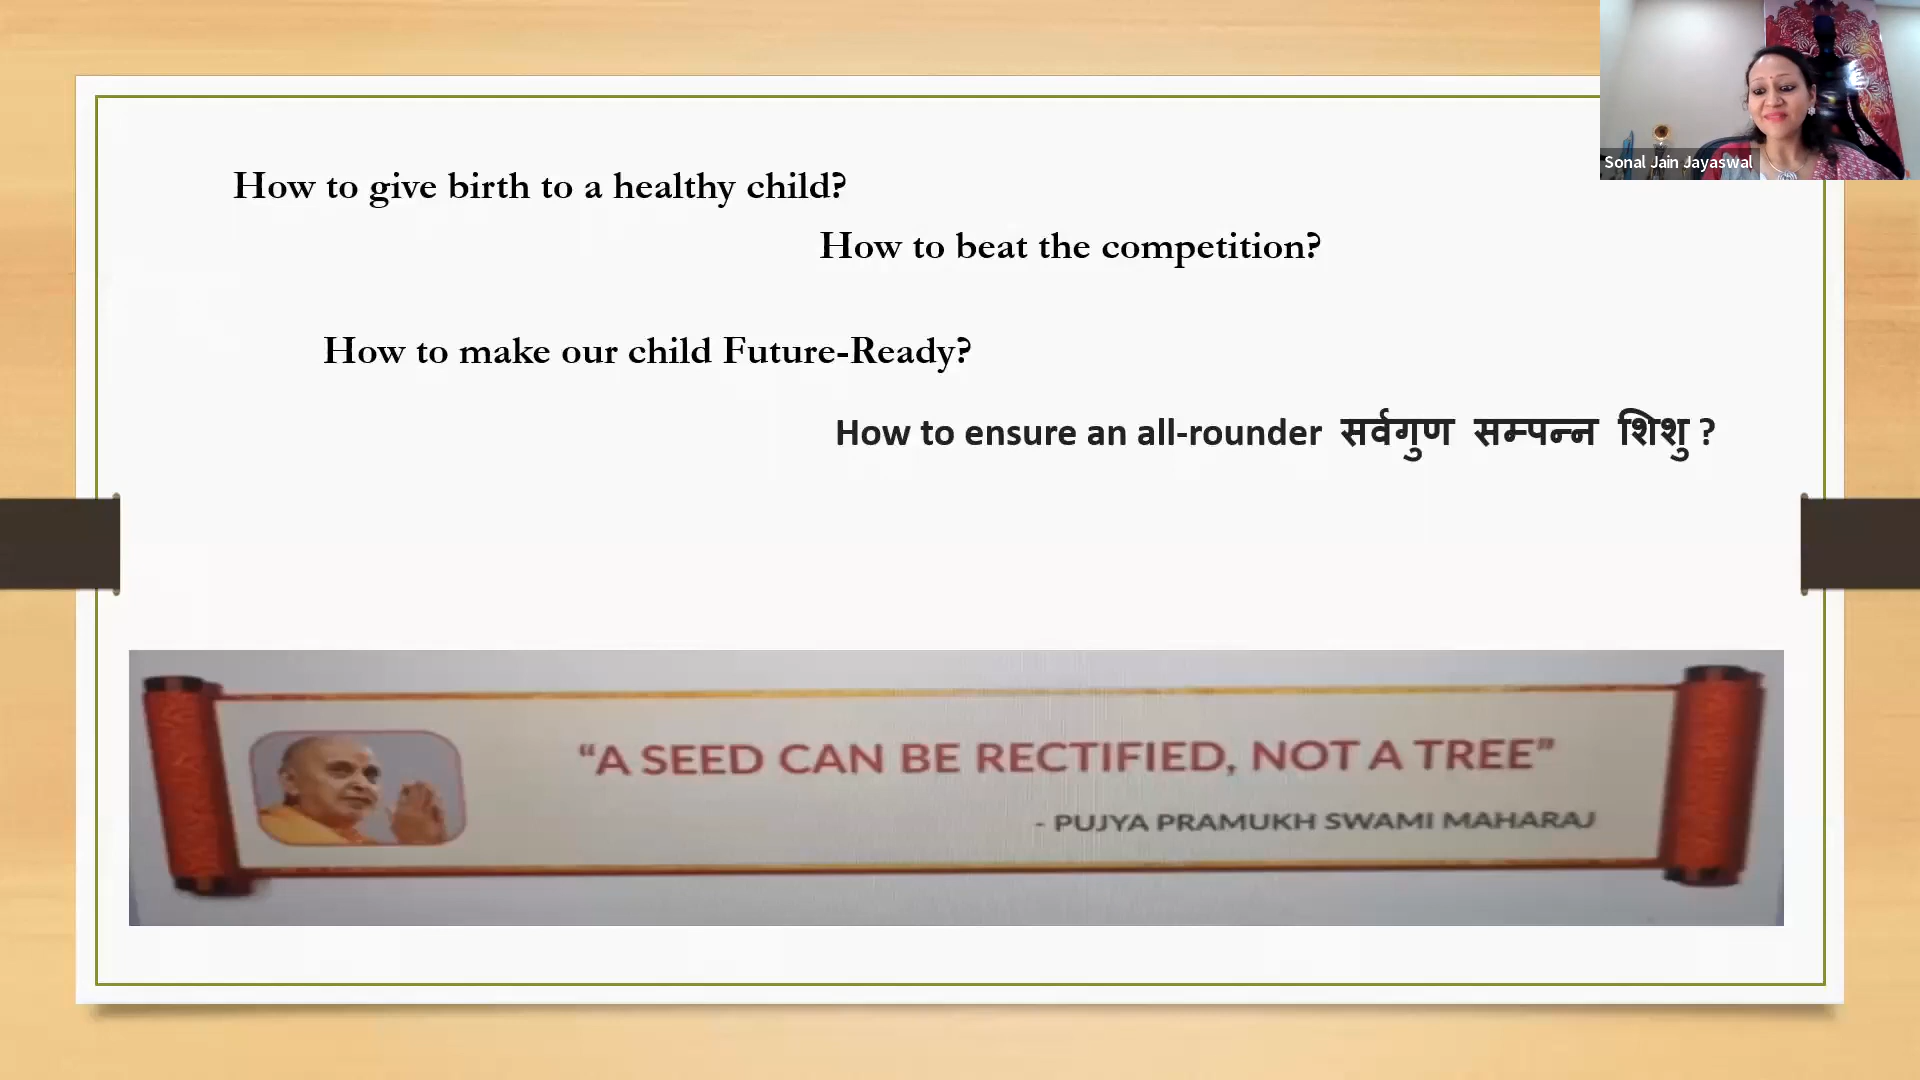 Sonal Jain Jayaswal
How to give birth to a healthy child?
How to beat the competition?
How to make our child Future-Ready?
How to ensure an all-rounder सर्वगुण सम्पन्न शिशु ?
“A SEED CAN BE RECTIFIED, NOT A TREE”
- PUJYA PRAMUKH SWAMI MAHARAJ